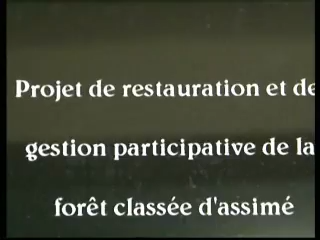 Projet de restauration et de
gestion participative de la
forêt classée d'assimé